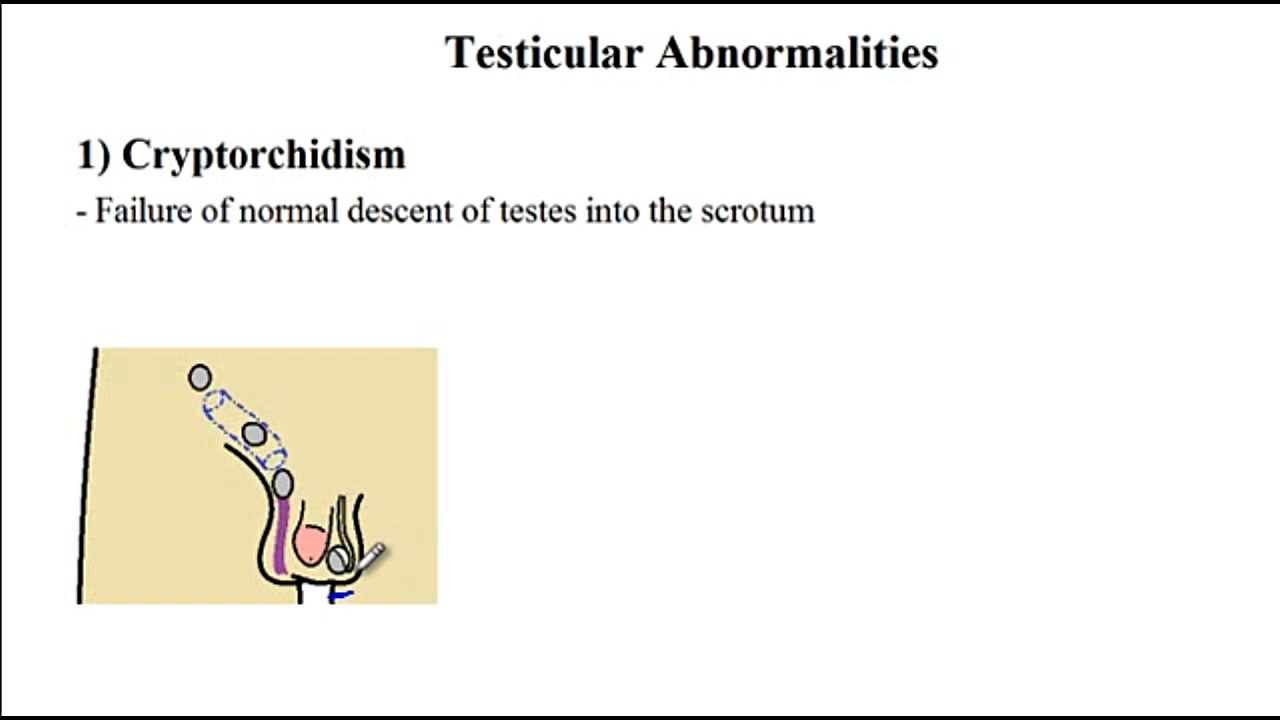 Testicular Abnormalities
1) Cryptorchidism
- Failure of normal descent of testes into the scrotum